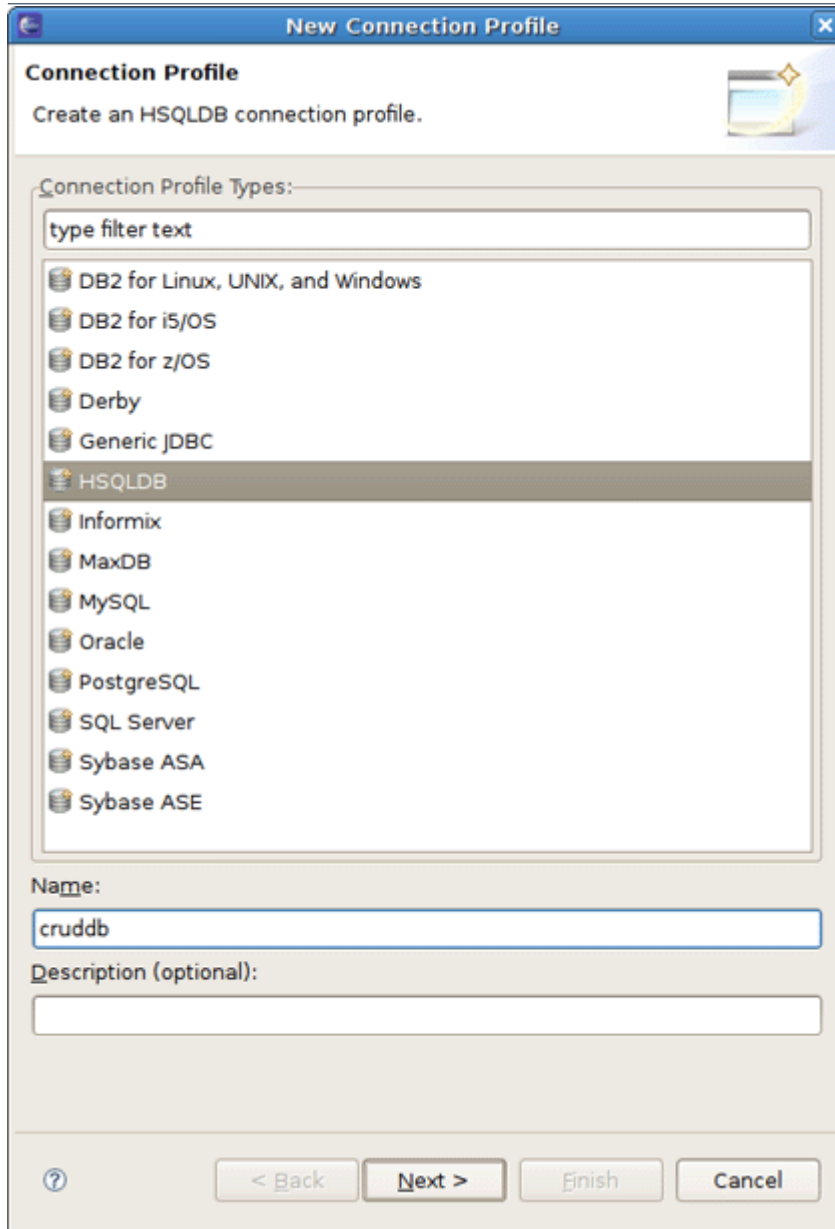 New Connection Profile
Connection Profile
Create an HSQLDB connection profile.
Connection Profile Types:
type filter text
DB2 for Linux, UNIX, and Windows
DB2 for i5/OS
DB2 for z/OS
Derby
Generic JDBC
HSQLDB
Informix
MaxDB
MySQL
Oracle
PostgreSQL
SQL Server
Sybase ASA
Sybase ASE
Name:
cruddb
Description (optional):
? < Back Next > Finish Cancel